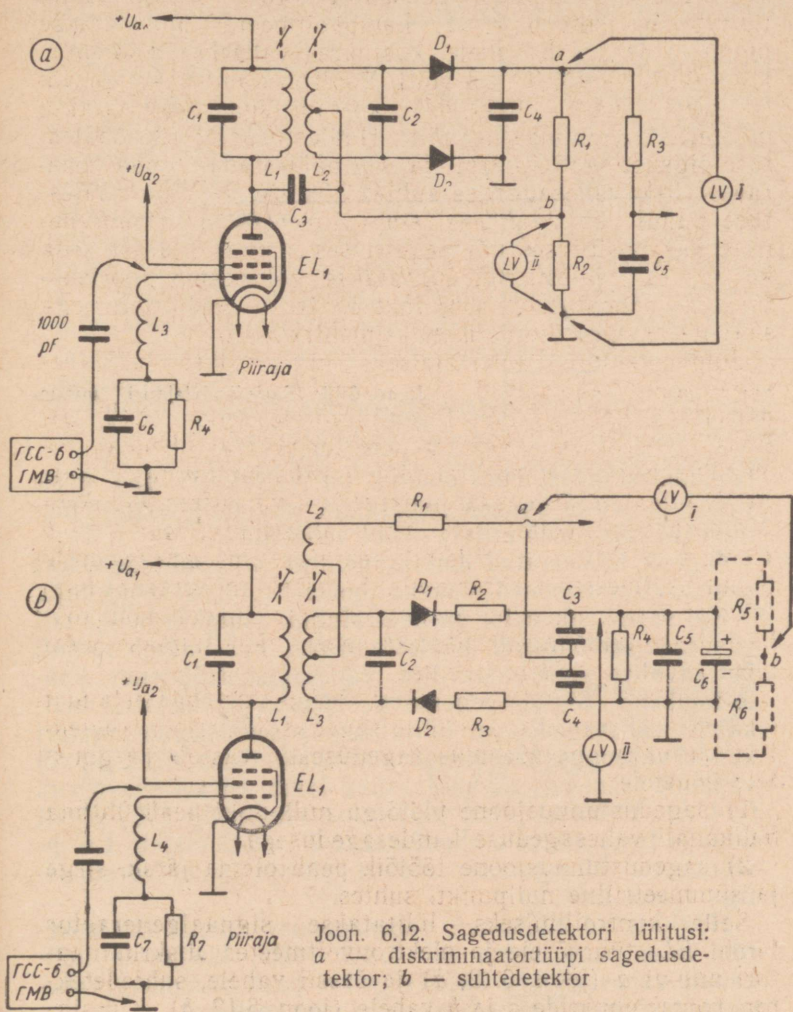 a
+Ua₁
C₁
L₁
L₂
C₂
D₁
D₂
C₄
a
R₁
R₃
LV I
b
LV II
R₂
C₅
C₃
+Ua₂
EL₁
L₃
1000
pF
Piiraja
C₆
R₄
ГСС-6
ГМВ
b
L₂
R₁
a
LV I
+Ua₁
C₁
L₁
L₃
C₂
D₁
R₂
D₂
R₃
C₃
C₄
R₄
C₅
+
C₆
-
R₅
b
R₆
LV II
+Ua₂
EL₁
L₄
C₇
R₇
Piiraja
ГСС-6
ГМВ
Joon. 6.12. Sagedusdetektori lülitusi:
a — diskriminaatortüüpi sagedusde-
tektor; b — suhtedetektor